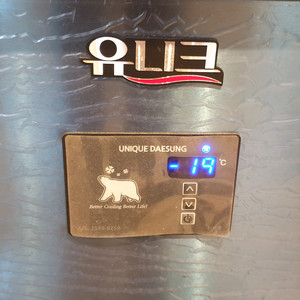 유니크
UNIQUE DAESUNG
-19 °C
Better Cooling Better Life!